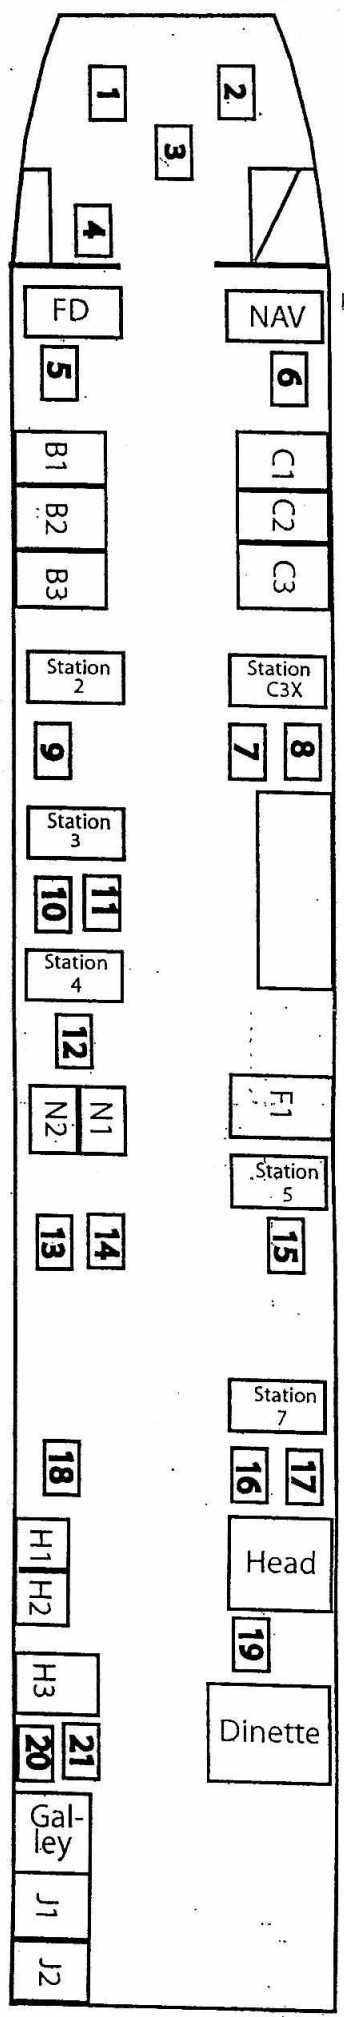 1
2
3
4
FD
NAV
5
6
B1
C1
B2
C2
B3
C3
Station
2
Station
C3X
9
7
8
Station
3
10
11
Station
4
12
N2
N1
F1
Station
5
13
14
15
Station
7
18
16
17
H1
Head
H2
19
H3
Dinette
20
21
Gal-
ley
J1
J2